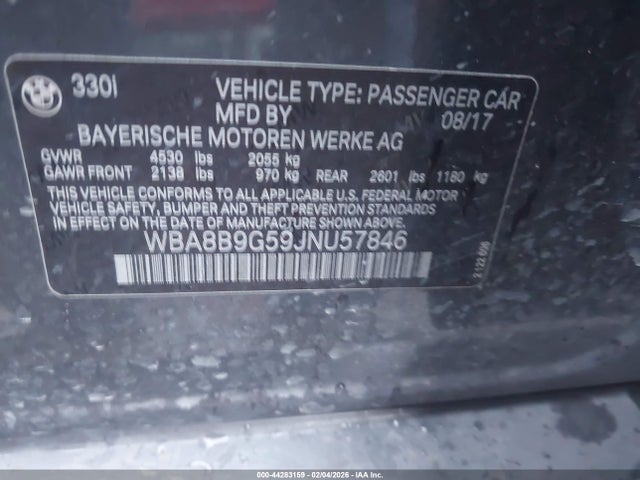 BMW
330i
VEHICLE TYPE: PASSENGER CAR
MFD BY 08/17
BAYERISCHE MOTOREN WERKE AG
GVWR 4530 lbs 2055 kg
GAWR FRONT 2138 lbs 970 kg REAR 2601 lbs 1180 kg
THIS VEHICLE CONFORMS TO ALL APPLICABLE U.S. FEDERAL MOTOR
VEHICLE SAFETY, BUMPER AND THEFT PREVENTION STANDARDS
IN EFFECT ON THE DATE OF MANUFACTURE SHOWN ABOVE.
WBA8B9G59JNU57846
000-44283159 - 02/04/2026 - IAA Inc.